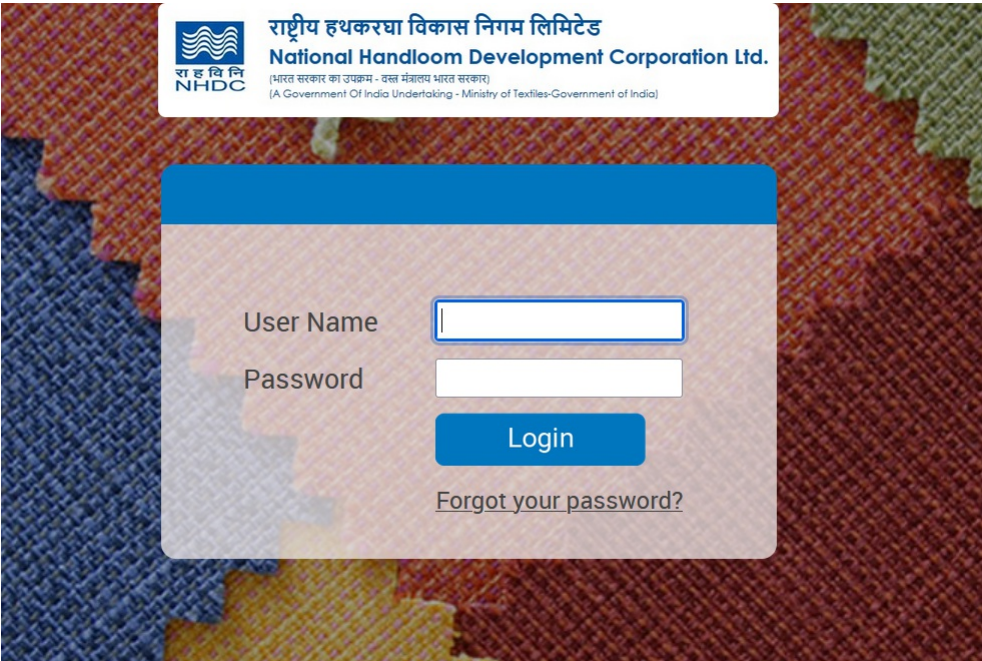 राष्ट्रीय हथकरघा विकास निगम लिमिटेड
National Handloom Development Corporation Ltd.
(भारत सरकार का उपक्रम - वस्त्र मंत्रालय भारत सरकार)
(A Government Of India Undertaking - Ministry of Textiles-Government of India)
रा ह वि नि
NHDC
User Name
Password
Login
Forgot your password?